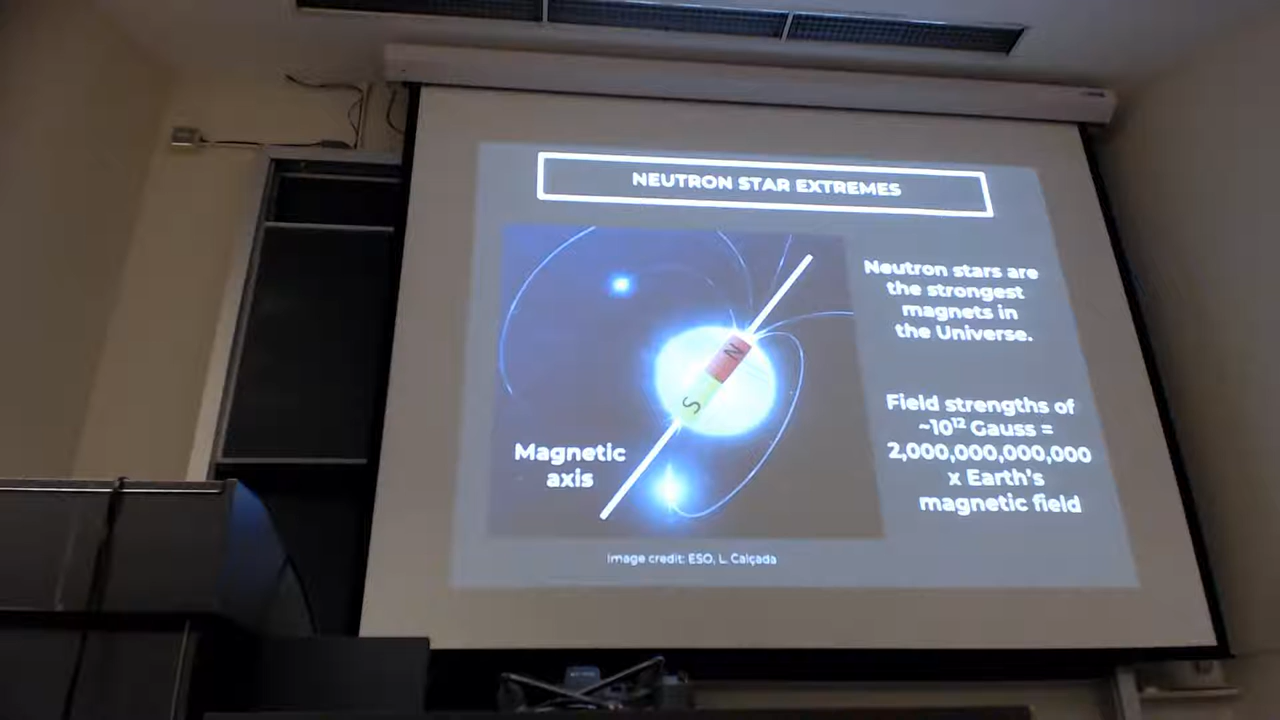 NEUTRON STAR EXTREMES
Neutron stars are
the strongest
magnets in
the Universe.
N
S
Magnetic
axis
Field strengths of
~10¹² Gauss =
2,000,000,000,000
x Earth's
magnetic field
Image credit: ESO, L. Calçada